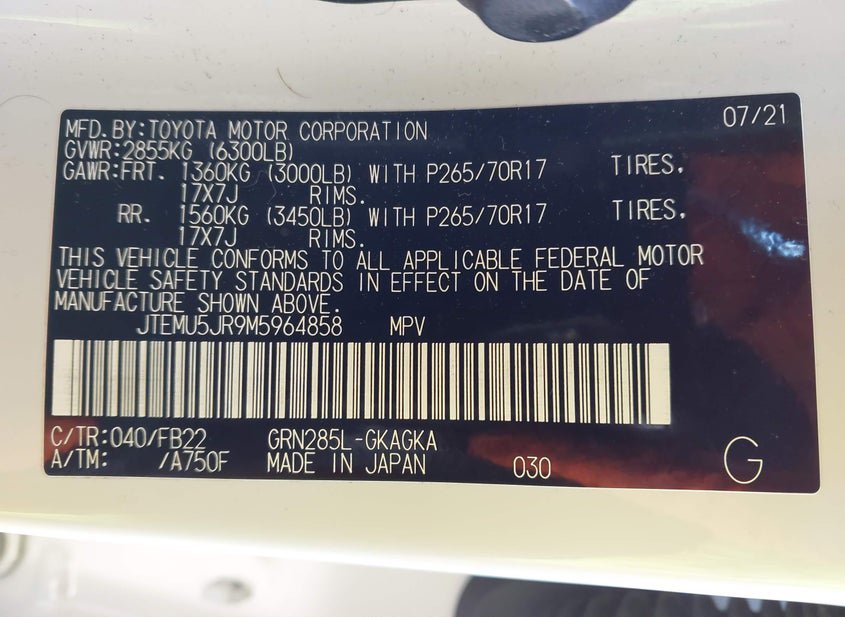 07/21
MFD.BY:TOYOTA MOTOR CORPORATION
GVWR:2855KG (6300LB)
GAWR:FRT. 1360KG (3000LB) WITH P265/70R17 TIRES,
17X7J RIMS.
RR. 1560KG (3450LB) WITH P265/70R17 TIRES,
17X7J RIMS.
THIS VEHICLE CONFORMS TO ALL APPLICABLE FEDERAL MOTOR
VEHICLE SAFETY STANDARDS IN EFFECT ON THE DATE OF
MANUFACTURE SHOWN ABOVE.
JTEMU5JR9M5964858 MPV
C/TR:040/FB22 GRN285L-GKAGKA
A/TM: /A750F MADE IN JAPAN 030 G